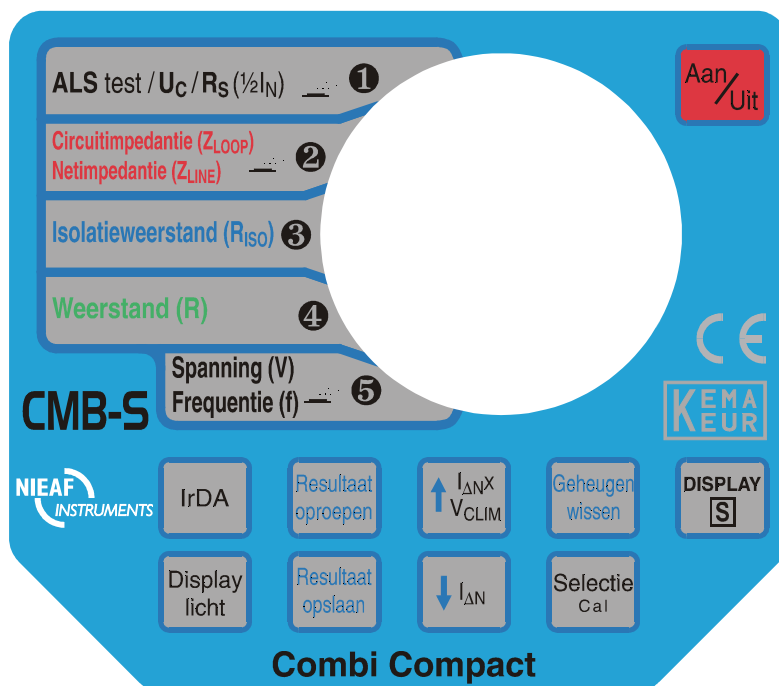 ALS test / UC / RS (½IN) ❶
Aan/Uit
Circuitimpedantie (ZLOOP)
Netimpedantie (ZLINE) ❷
Isolatieweerstand (RISO) ❸
Weerstand (R) ❹
Spanning (V)
Frequentie (f) ❺
CE
CMB-S
KEMA
KEUR
NIEAF
INSTRUMENTS
IrDA
Resultaat
oproepen
↑ IΔNX
VCLIM
Geheugen
wissen
DISPLAY
S
Display
licht
Resultaat
opslaan
↓ IΔN
Selectie
Cal
Combi Compact